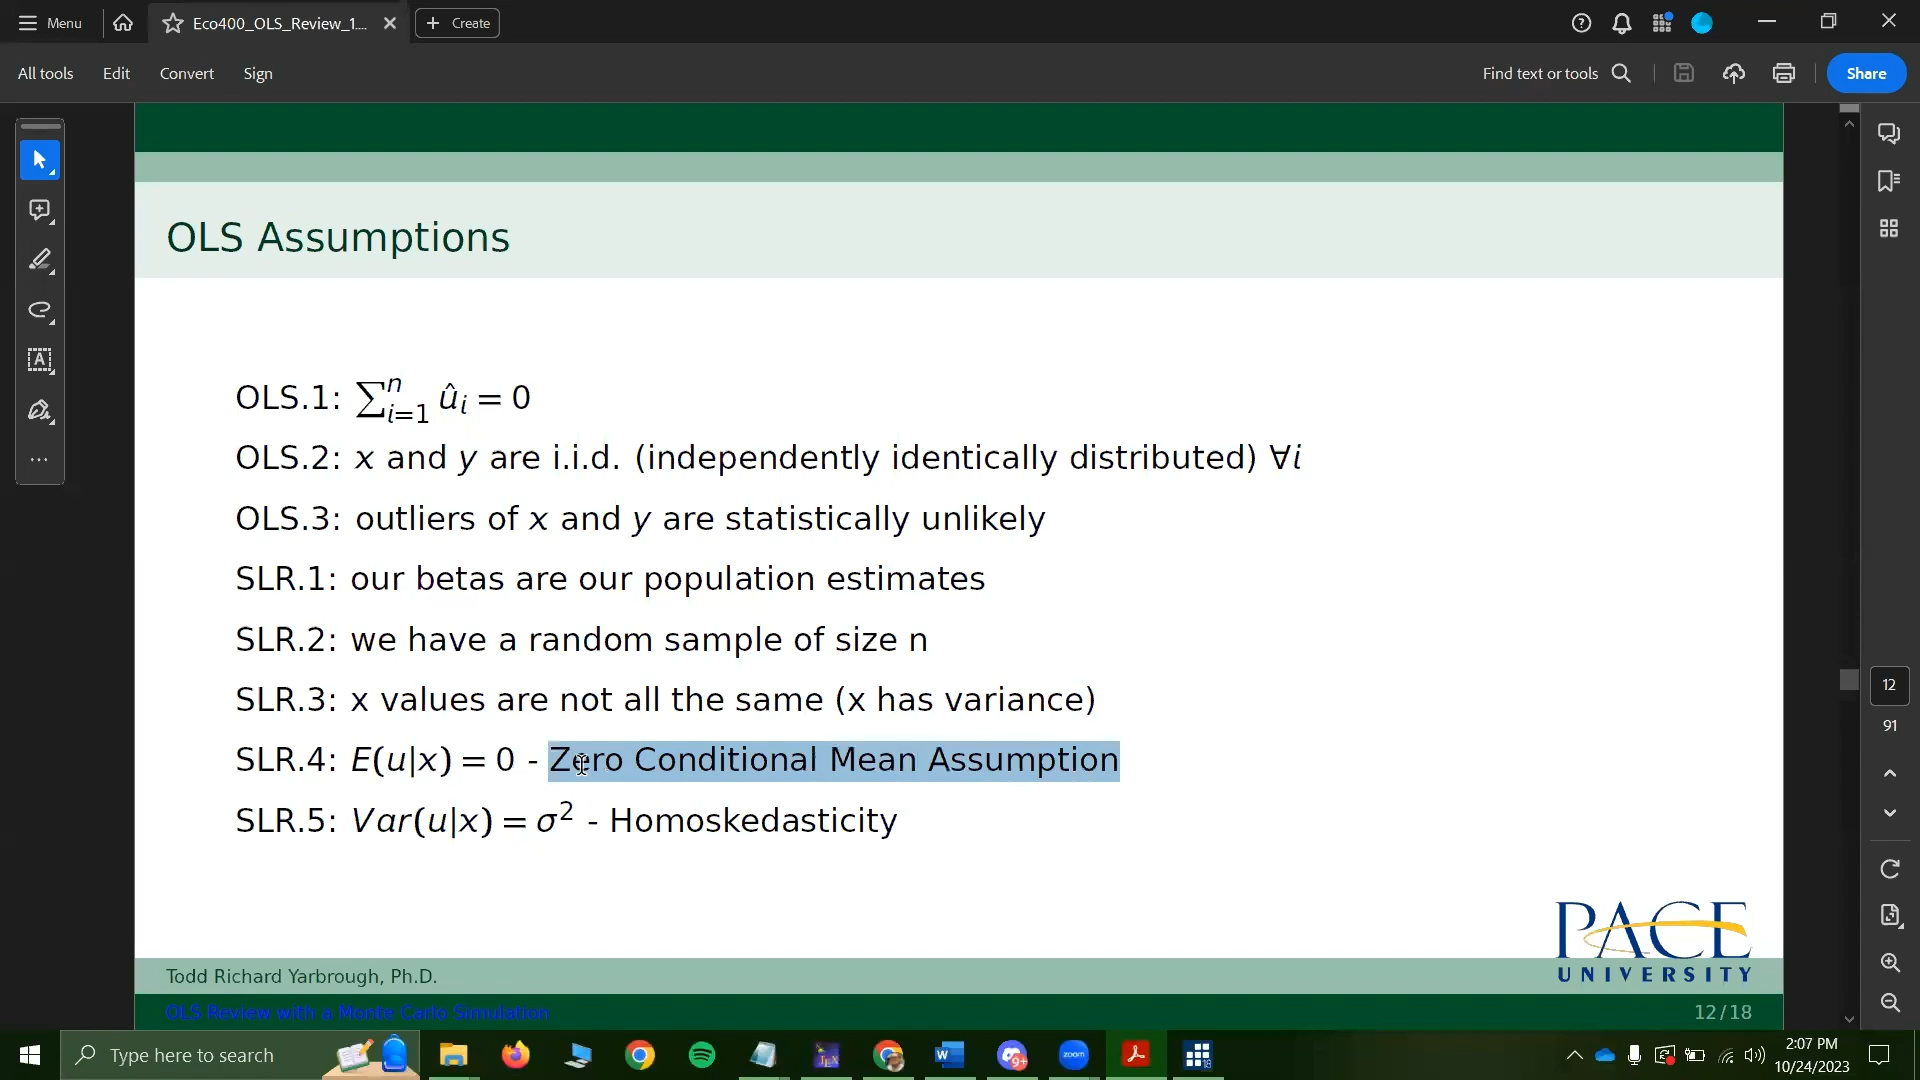 Menu
Eco400_OLS_Review_1...
Create
All tools
Edit
Convert
Sign
Find text or tools
Share
OLS Assumptions
OLS.1: ∑ⁿᵢ₌₁ ûᵢ = 0
OLS.2: x and y are i.i.d. (independently identically distributed) ∀i
OLS.3: outliers of x and y are statistically unlikely
SLR.1: our betas are our population estimates
SLR.2: we have a random sample of size n
SLR.3: x values are not all the same (x has variance)
SLR.4: E(u|x) = 0 - Zero Conditional Mean Assumption
SLR.5: Var(u|x) = σ² - Homoskedasticity
12
91
PACE
UNIVERSITY
Todd Richard Yarbrough, Ph.D.
OLS Review with a Monte Carlo Simulation
12/18
Type here to search
2:07 PM
10/24/2023